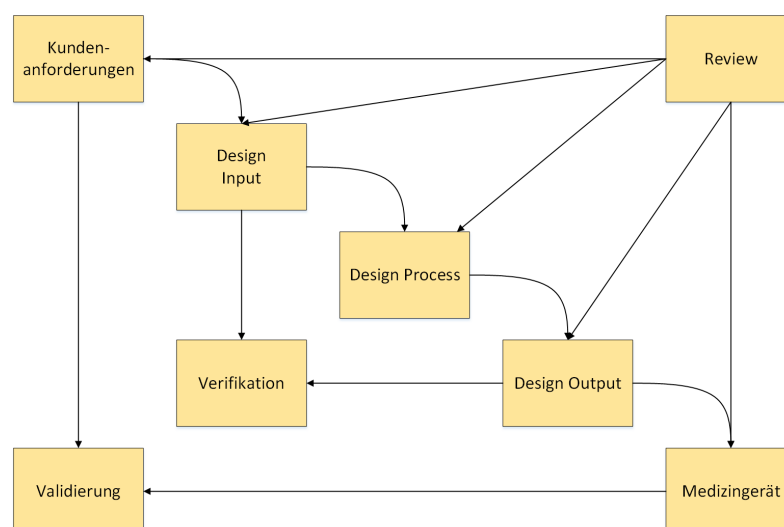 Kunden-
anforderungen
Review
Design
Input
Design Process
Verifikation
Design Output
Validierung
Medizingerät